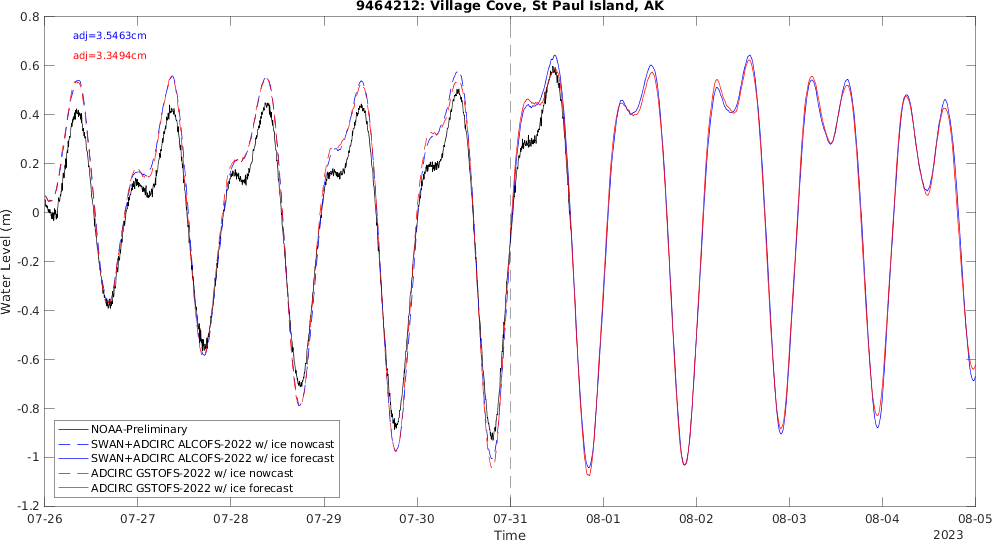 9464212: Village Cove, St Paul Island, AK
adj=3.5463cm
adj=3.3494cm
Water Level (m)
0.8
0.6
0.4
0.2
0
-0.2
-0.4
-0.6
-0.8
-1
-1.2
NOAA-Preliminary
SWAN+ADCIRC ALCOFS-2022 w/ ice nowcast
SWAN+ADCIRC ALCOFS-2022 w/ ice forecast
ADCIRC GSTOFS-2022 w/ ice nowcast
ADCIRC GSTOFS-2022 w/ ice forecast
07-26 07-27 07-28 07-29 07-30 07-31 08-01 08-02 08-03 08-04 08-05
Time
2023